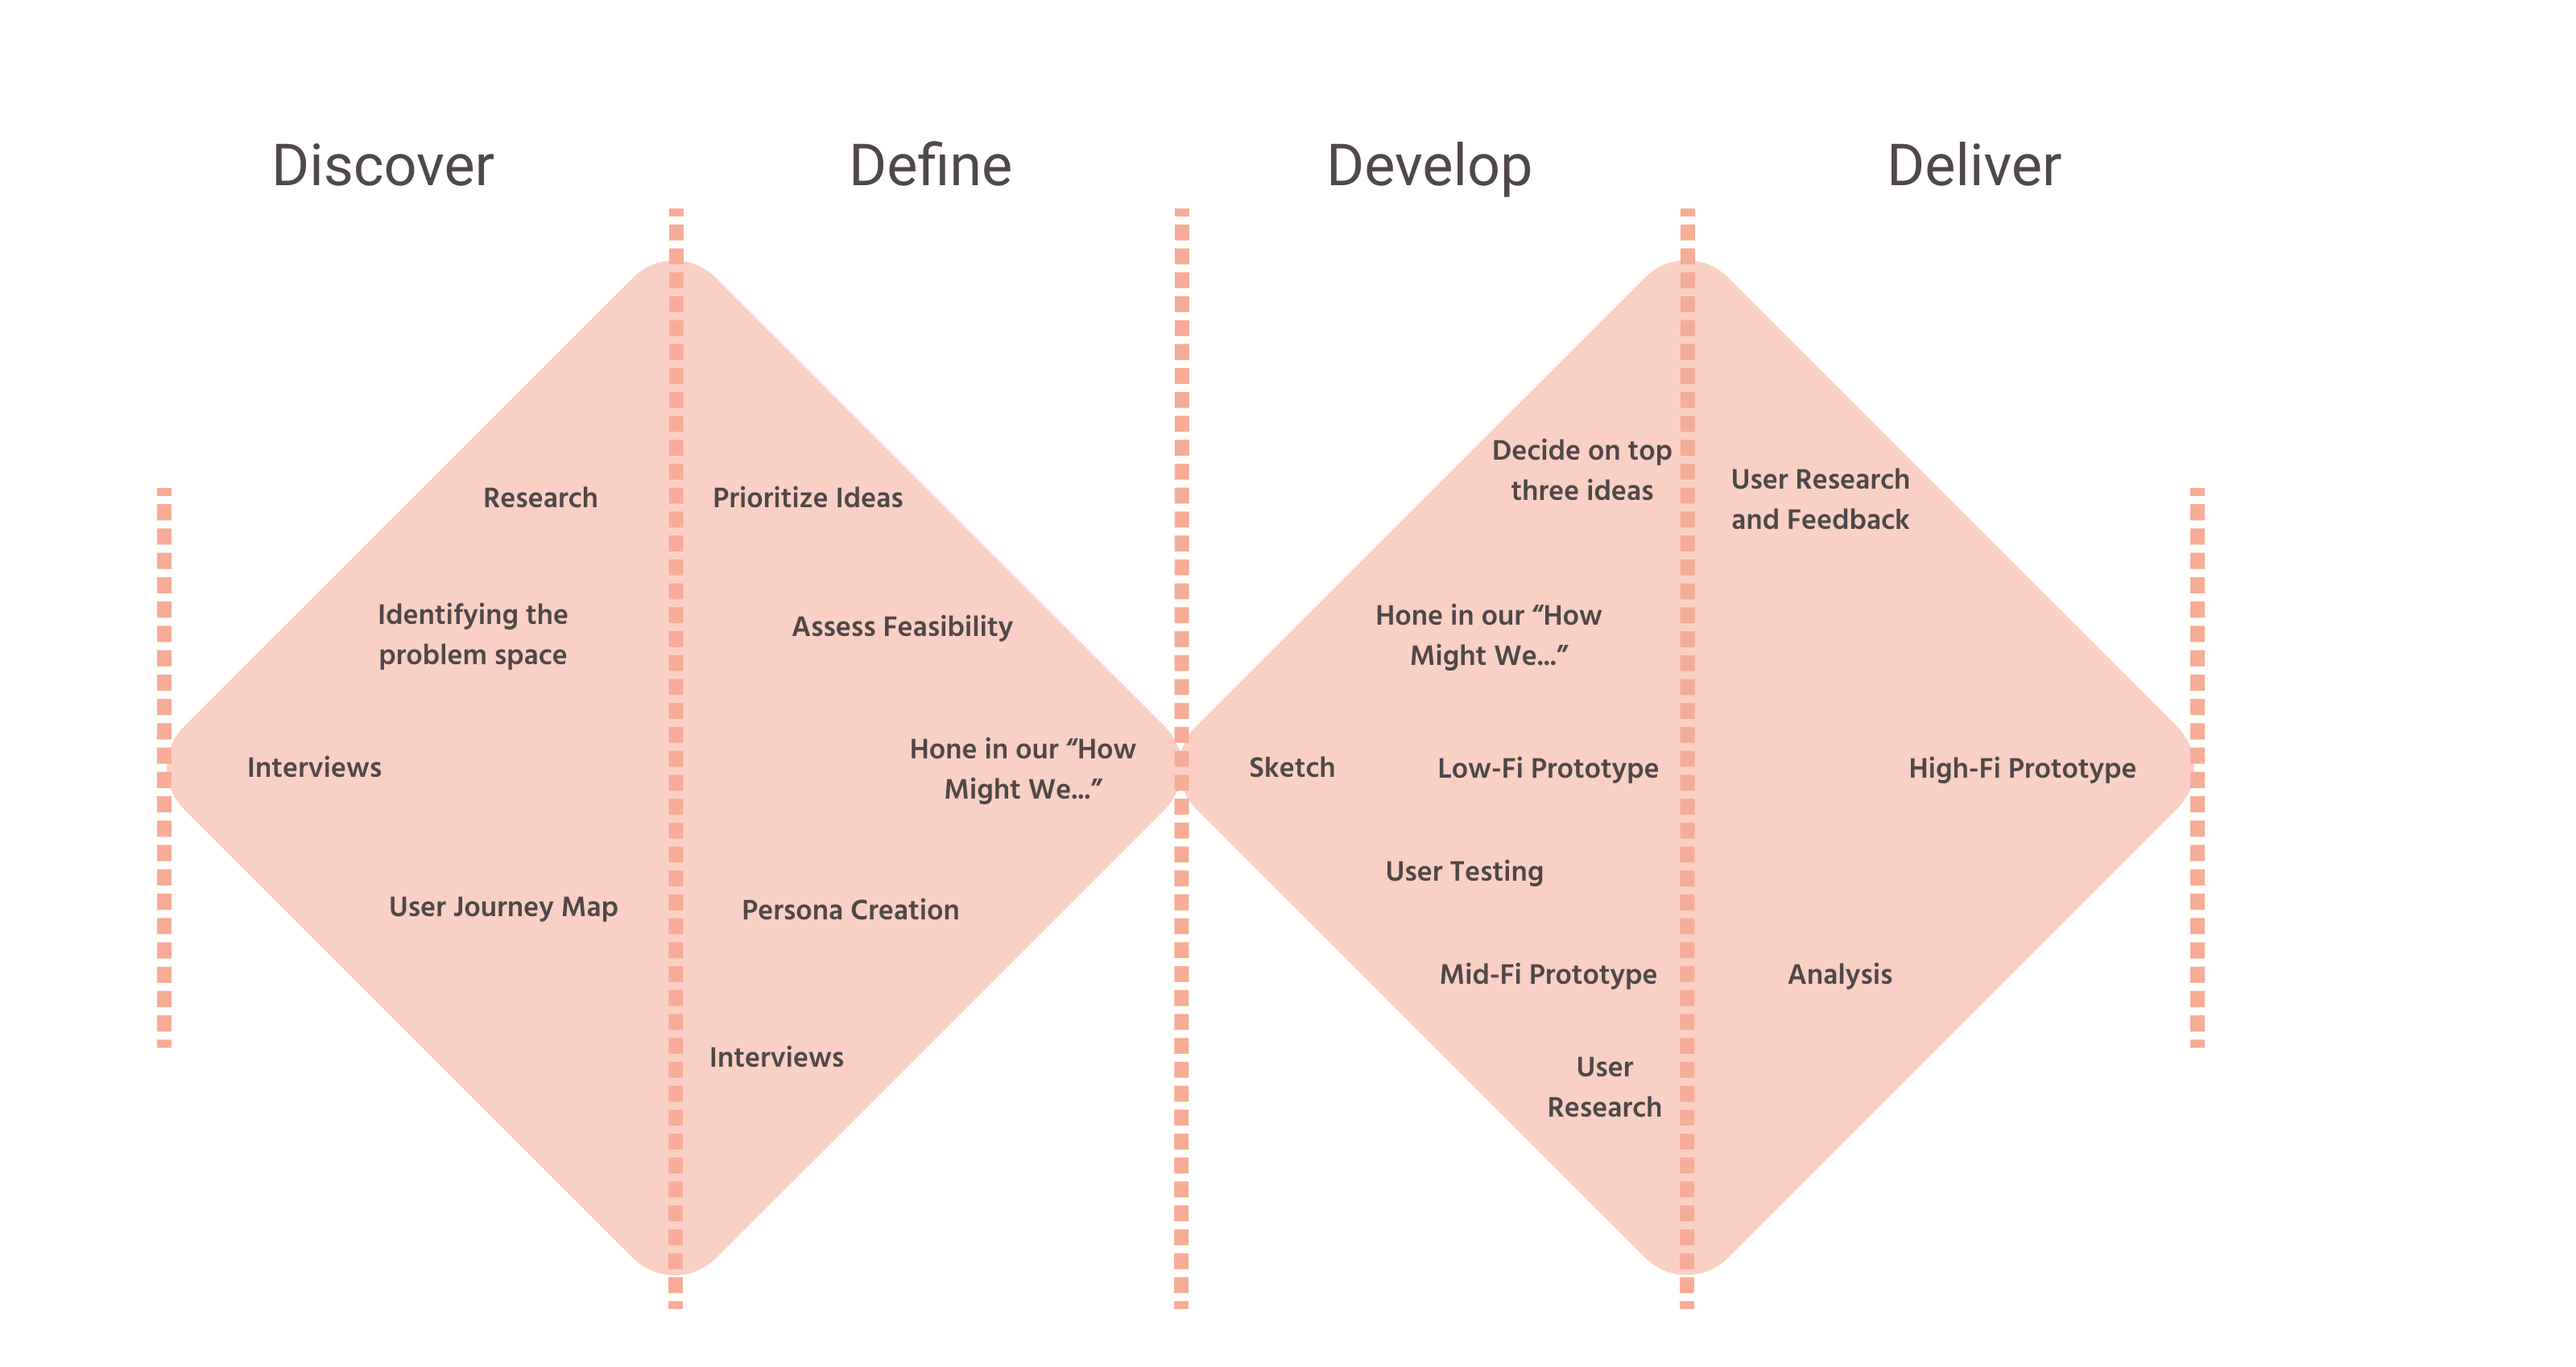 Discover
Define
Develop
Deliver
Research
Identifying the
problem space
Interviews
User Journey Map
Prioritize Ideas
Assess Feasibility
Hone in our “How
Might We...”
Persona Creation
Interviews
Decide on top
three ideas
Hone in our “How
Might We...”
Sketch
Low-Fi Prototype
User Testing
Mid-Fi Prototype
User
Research
User Research
and Feedback
High-Fi Prototype
Analysis